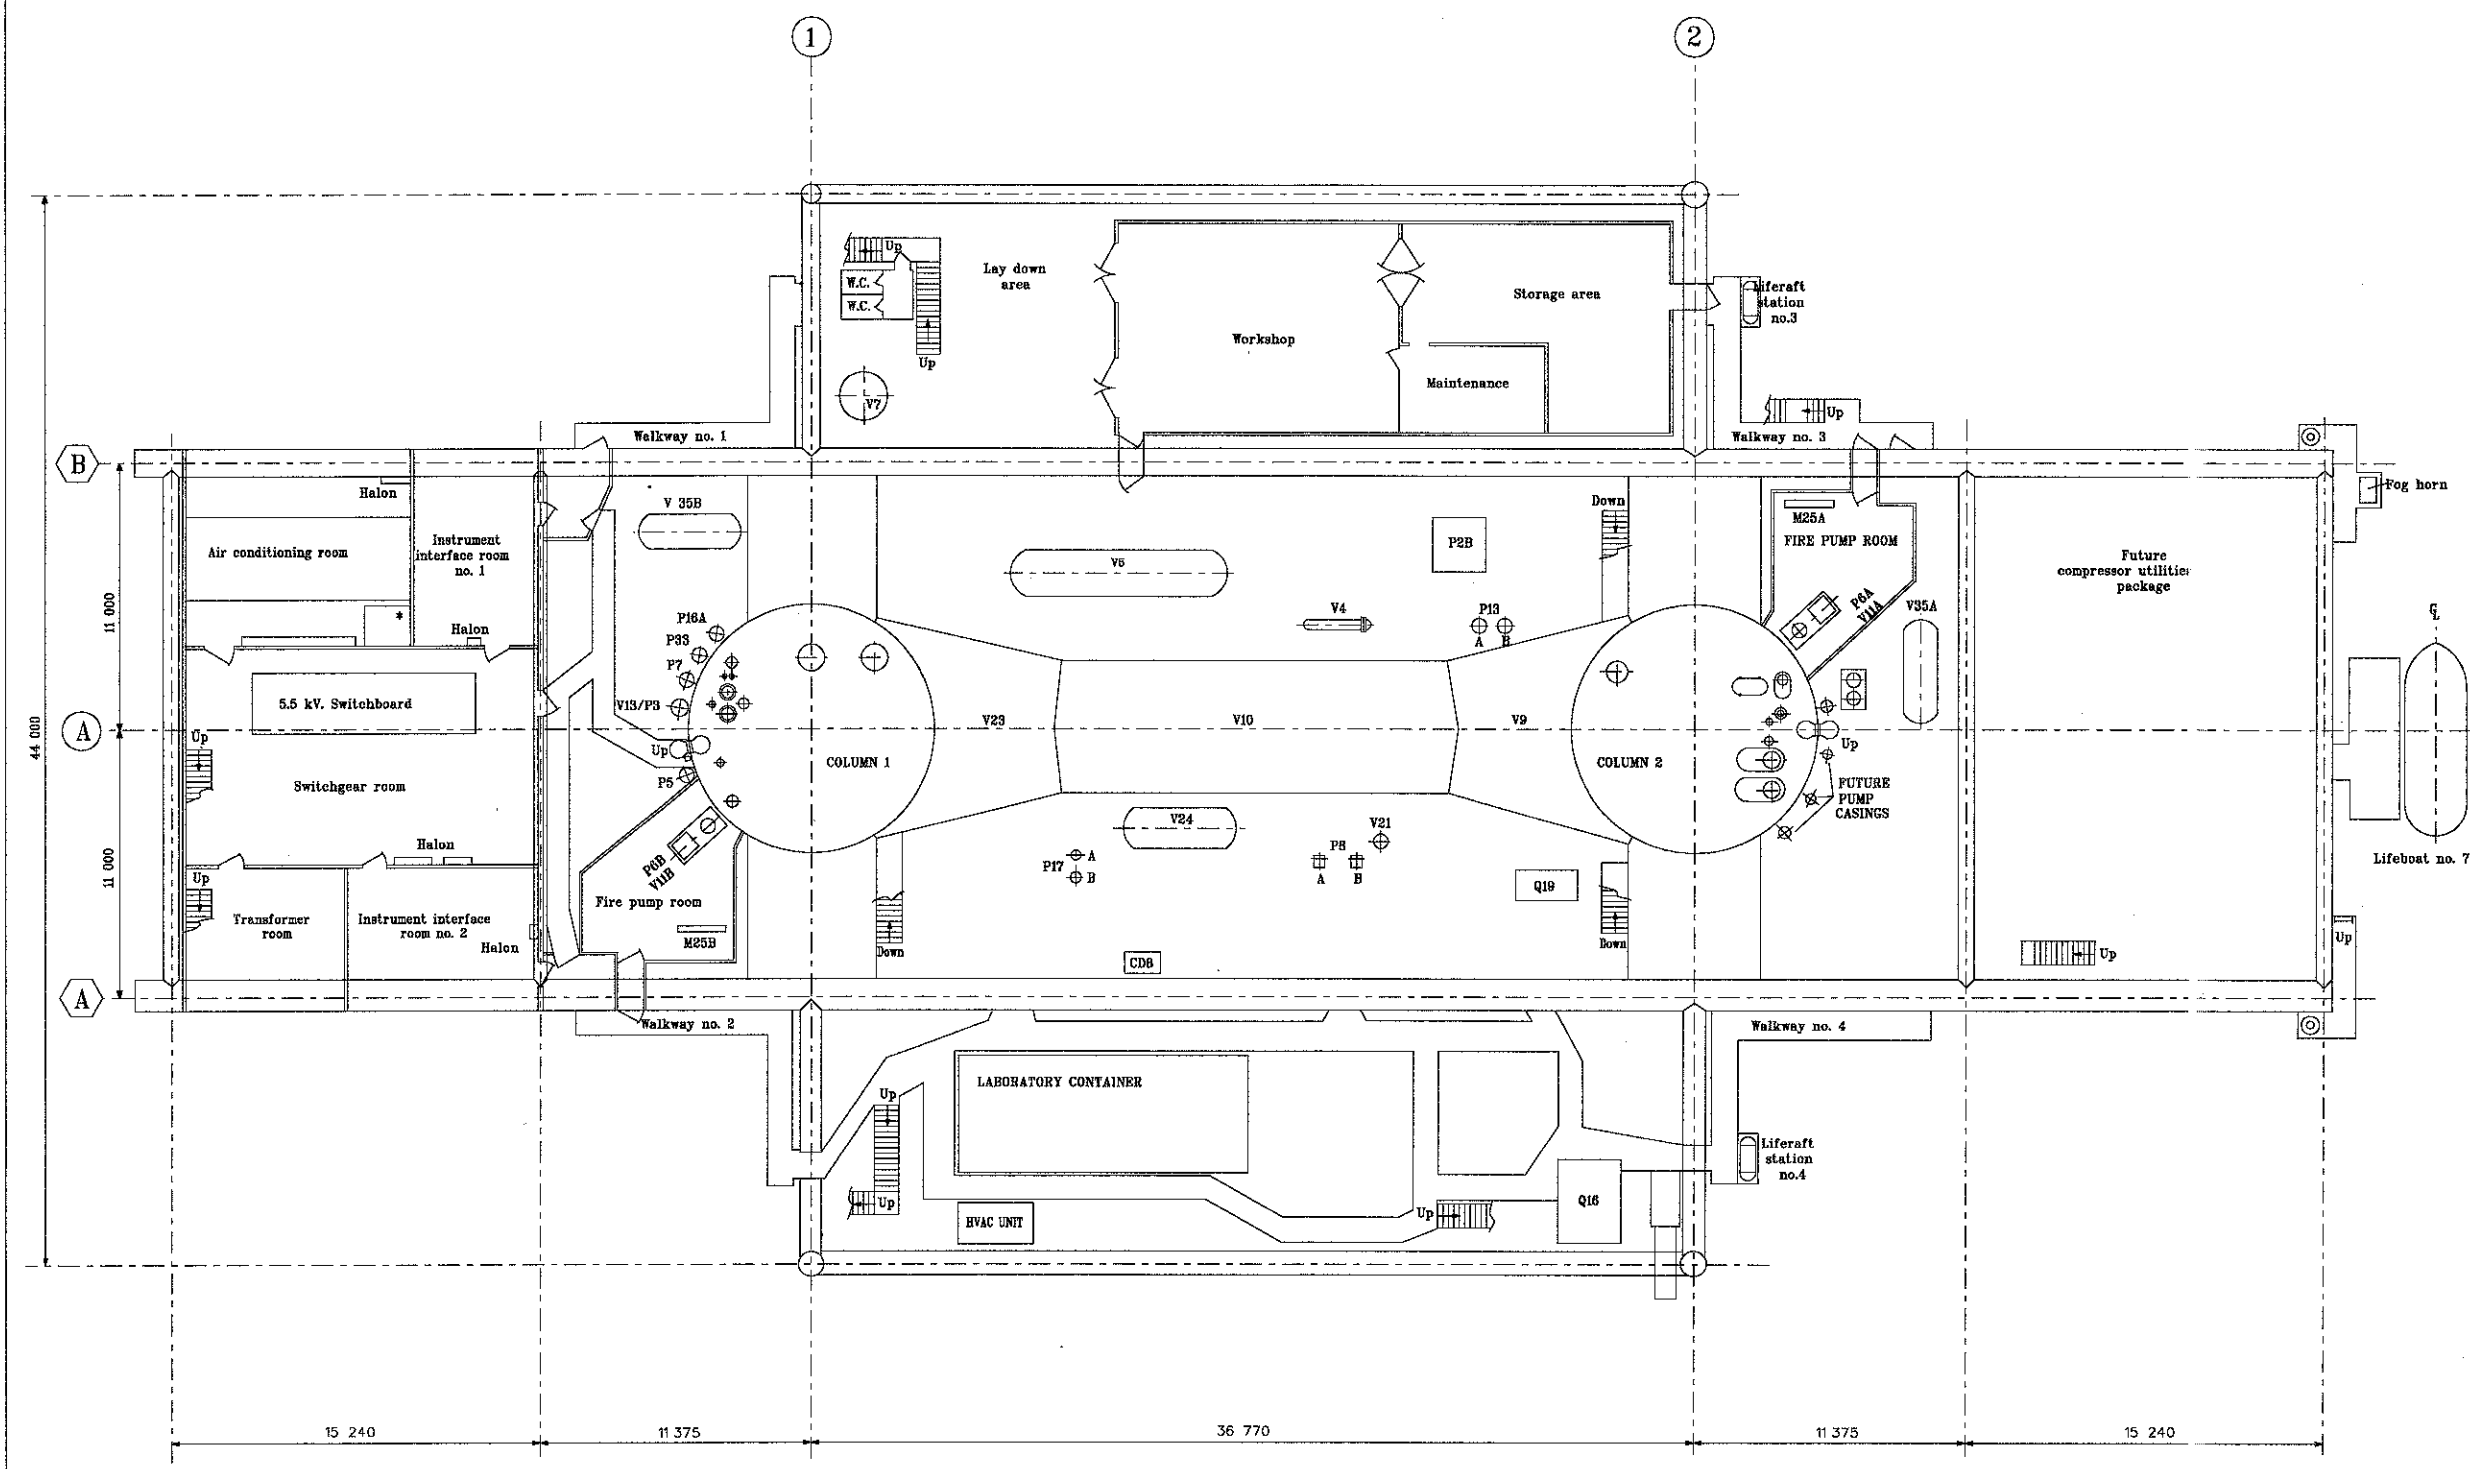 1
2
Up
W.C.
W.C.
Up
Lay down
area
V7
Workshop
Storage area
Maintenance
Liferaft
station
no.3
Up
Walkway no. 1
Walkway no. 3
B
Halon
Air conditioning room
Instrument
interface room
no. 1
*
Halon
V 35B
V5
P2B
Down
M25A
FIRE PUMP ROOM
P6A
V11A
V35A
Future
compressor utilities
package
Fog horn
11 000
P16A
P33
P7
V13/P3
V4
P13
A
B
44 000
5.5 kV. Switchboard
A
Up
Up
P5
COLUMN 1
V23
V10
V9
COLUMN 2
Up
FUTURE
PUMP
CASINGS
Switchgear room
11 000
Halon
Up
Transformer
room
Instrument interface
room no. 2
Halon
P6B
V11B
Fire pump room
M25B
V24
P17
A
B
V21
P8
A
B
Q19
Down
Down
CD8
Up
Up
Lifeboat no. 7
A
Walkway no. 2
Walkway no. 4
LABORATORY CONTAINER
Up
Up
HVAC UNIT
Up
Q16
Liferaft
station
no.4
15 240
11 375
36 770
11 375
15 240